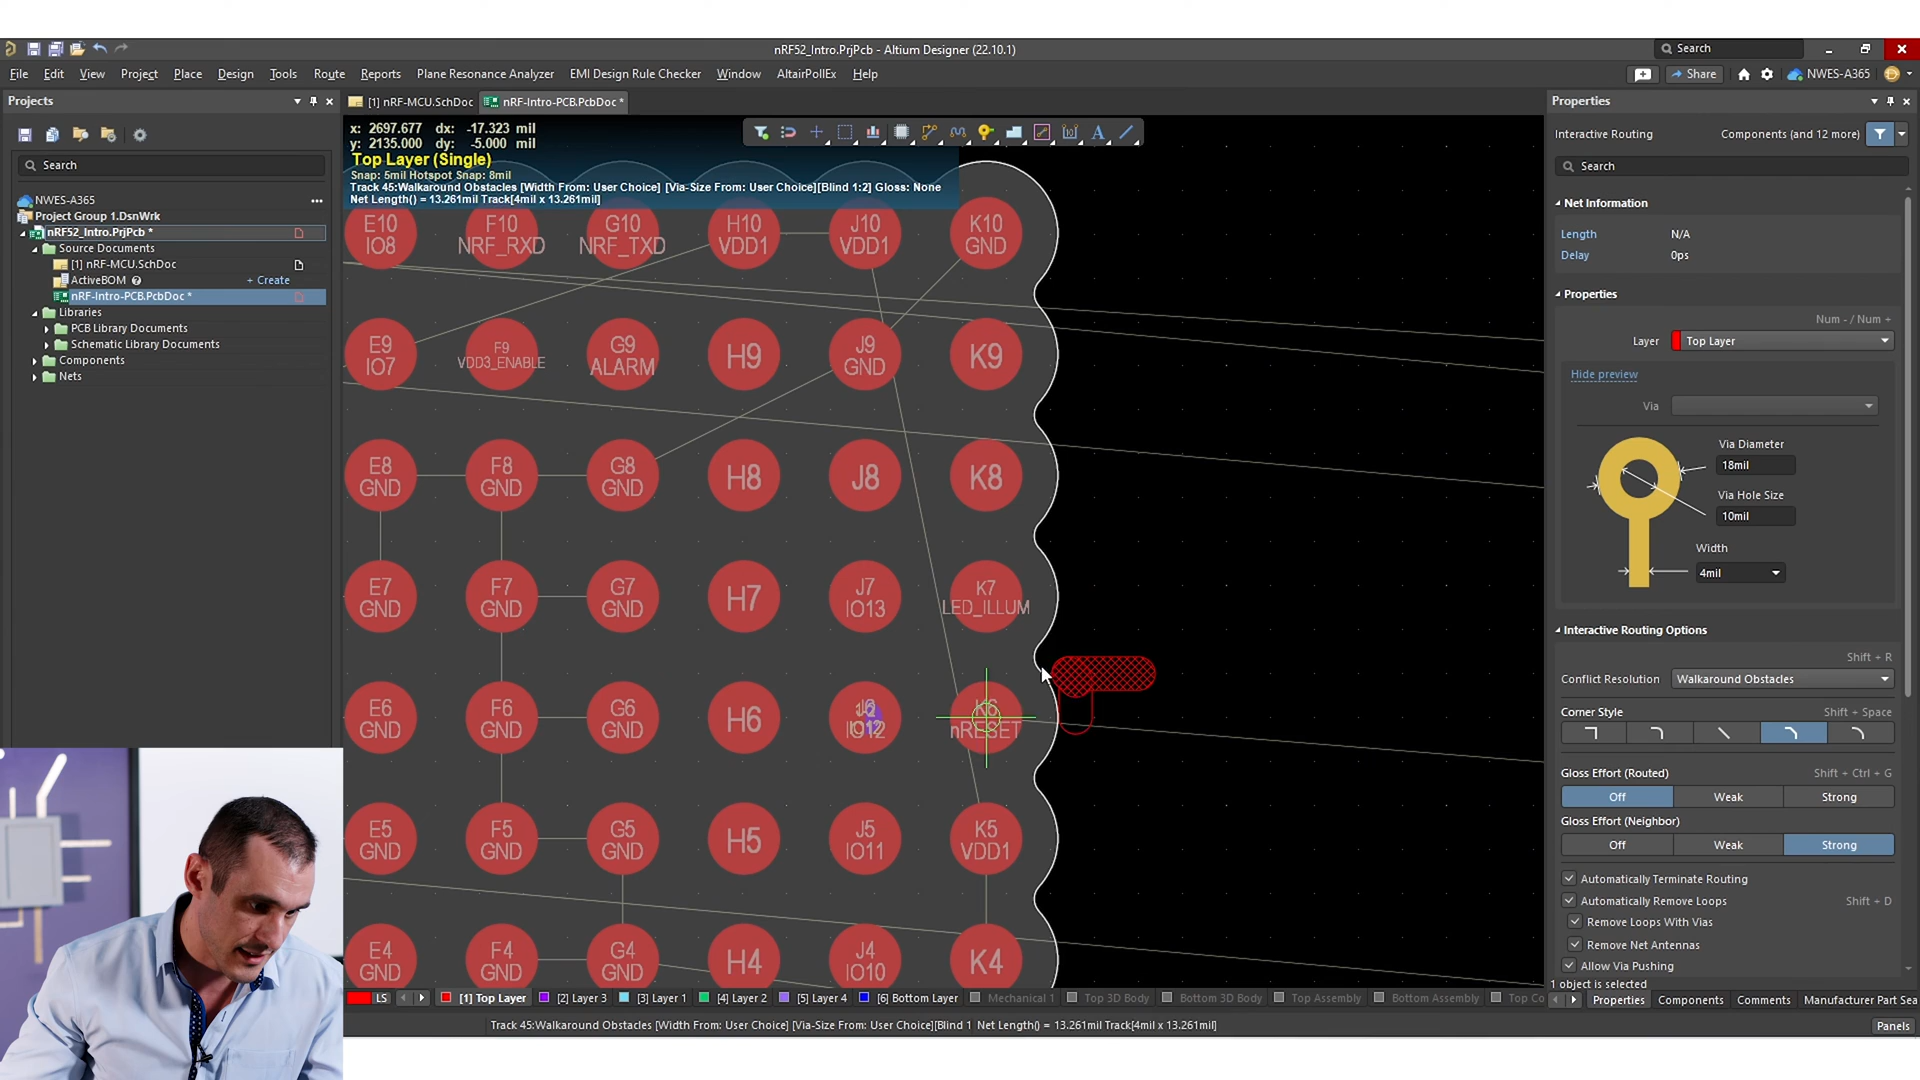 nRF52_Intro.PrjPcb - Altium Designer (22.10.1)
Search
File Edit View Project Place Design Tools Route Reports Plane Resonance Analyzer EMI Design Rule Checker Window AltairPollEx Help
Share
NWES-A365
Projects
[1] nRF-MCU.SchDoc
nRF-Intro-PCB.PcbDoc *
Search
NWES-A365
Project Group 1.DsnWrk
nRF52_Intro.PrjPcb *
Source Documents
[1] nRF-MCU.SchDoc
ActiveBOM
+ Create
nRF-Intro-PCB.PcbDoc *
Libraries
PCB Library Documents
Schematic Library Documents
Components
Nets
x: 2697.677 dx: -17.323 mil
y: 2135.000 dy: -5.000 mil
Top Layer (Single)
Snap: 5mil Hotspot Snap: 8mil
Track 45:Walkaround Obstacles [Width From: User Choice] [Via-Size From: User Choice][Blind 1:2] Gloss: None
Net Length() = 13.261mil Track[4mil x 13.261mil]
E10 F10 G10 H10 J10 K10
IO8 NRF_RXD NRF_TXD VDD1 VDD1 GND
E9 F9 G9 H9 J9 K9
IO7 VDD3_ENABLE ALARM GND
E8 F8 G8 H8 J8 K8
GND GND GND
E7 F7 G7 H7 J7 K7
GND GND GND IO13 LED_ILLUM
E6 F6 G6 H6 J6 K6
GND GND GND IO12 nRESET
E5 F5 G5 H5 J5 K5
GND GND GND IO11 VDD1
E4 F4 G4 H4 J4 K4
GND GND GND IO10
LS
[1] Top Layer [2] Layer 3 [3] Layer 1 [4] Layer 2 [5] Layer 4 [6] Bottom Layer Mechanical 1 Top 3D Body Bottom 3D Body Top Assembly Bottom Assembly Top Co
Track 45:Walkaround Obstacles [Width From: User Choice] [Via-Size From: User Choice][Blind 1 Net Length() = 13.261mil Track[4mil x 13.261mil]
Properties
Interactive Routing
Components (and 12 more)
Search
Net Information
Length N/A
Delay 0ps
Properties
Num - / Num +
Layer Top Layer
Hide preview
Via
Via Diameter
18mil
Via Hole Size
10mil
Width
4mil
Interactive Routing Options
Shift + R
Conflict Resolution Walkaround Obstacles
Corner Style Shift + Space
Gloss Effort (Routed) Shift + Ctrl + G
Off Weak Strong
Gloss Effort (Neighbor)
Off Weak Strong
Automatically Terminate Routing
Automatically Remove Loops Shift + D
Remove Loops With Vias
Remove Net Antennas
Allow Via Pushing
1 object is selected
Properties Components Comments Manufacturer Part Sea
Panels